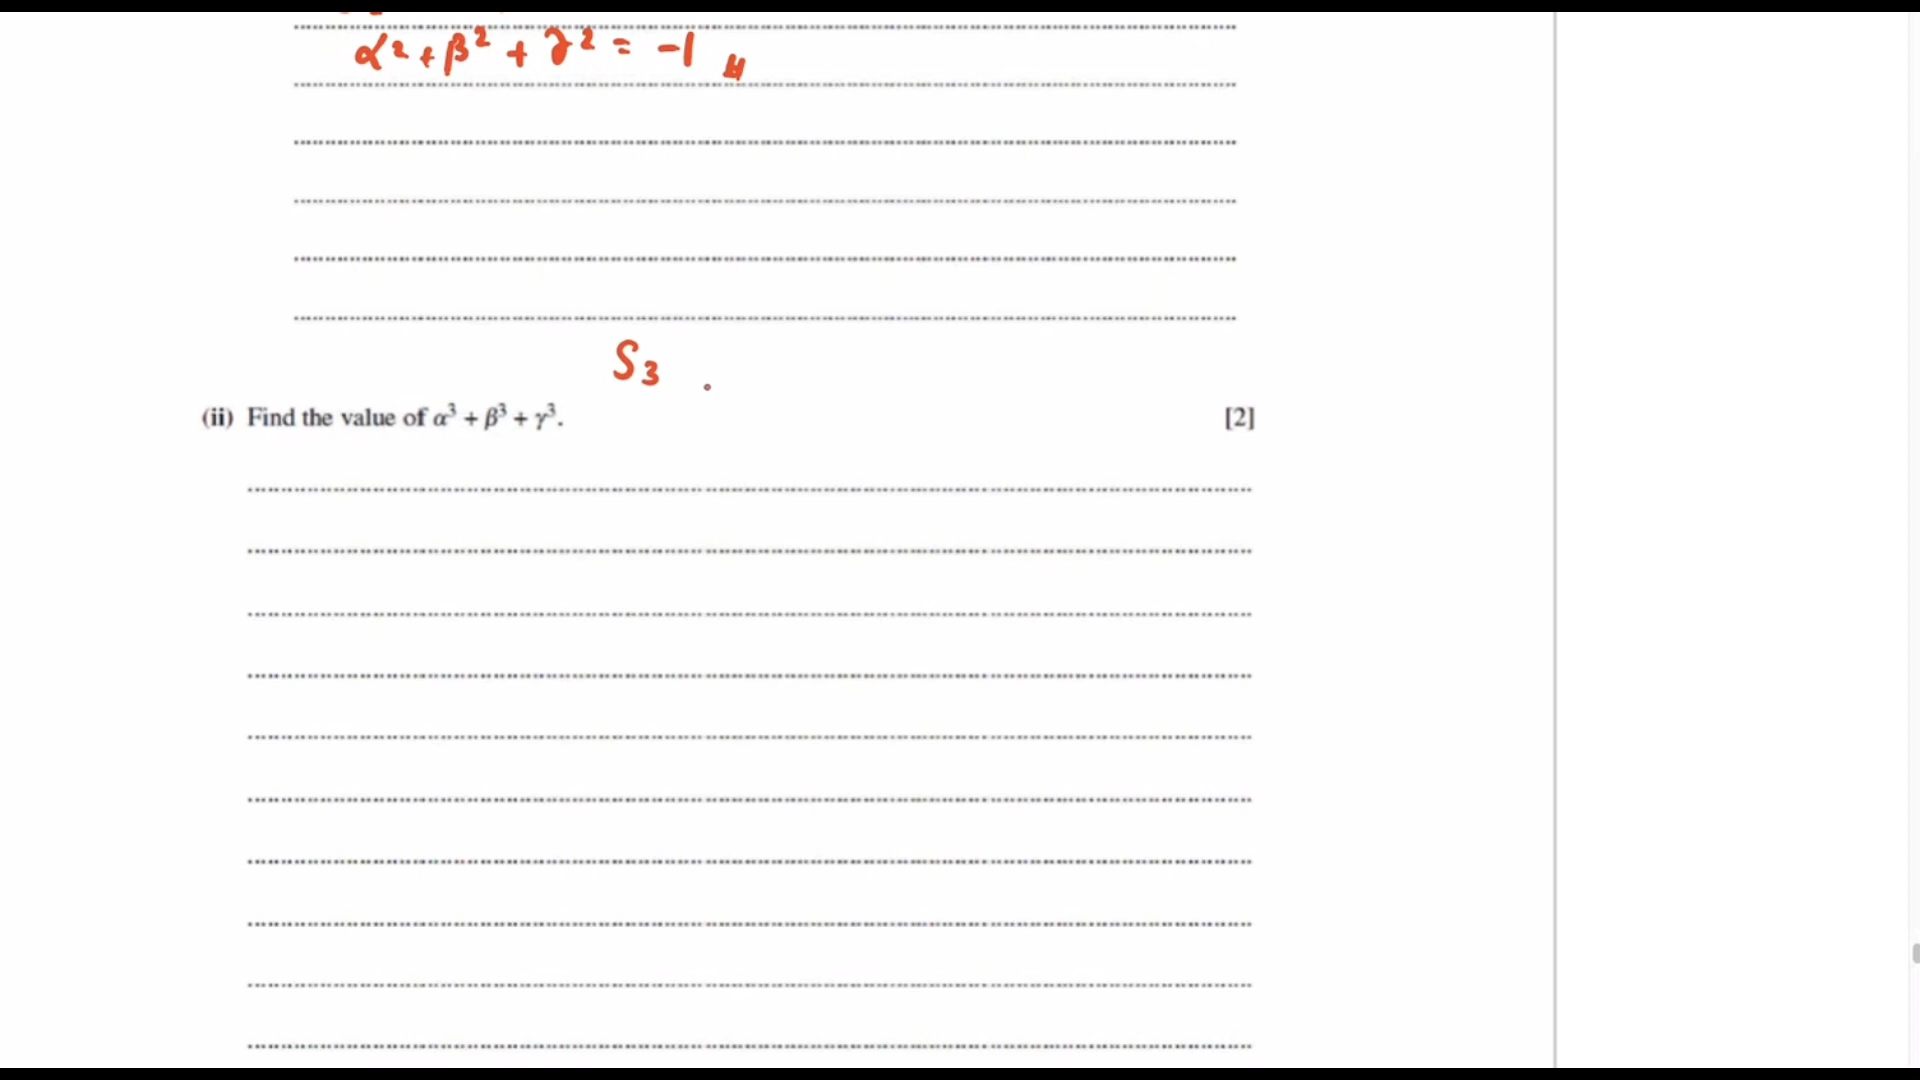 α² + β² + γ² = -1
S₃
(ii) Find the value of α³ + β³ + γ³. [2]